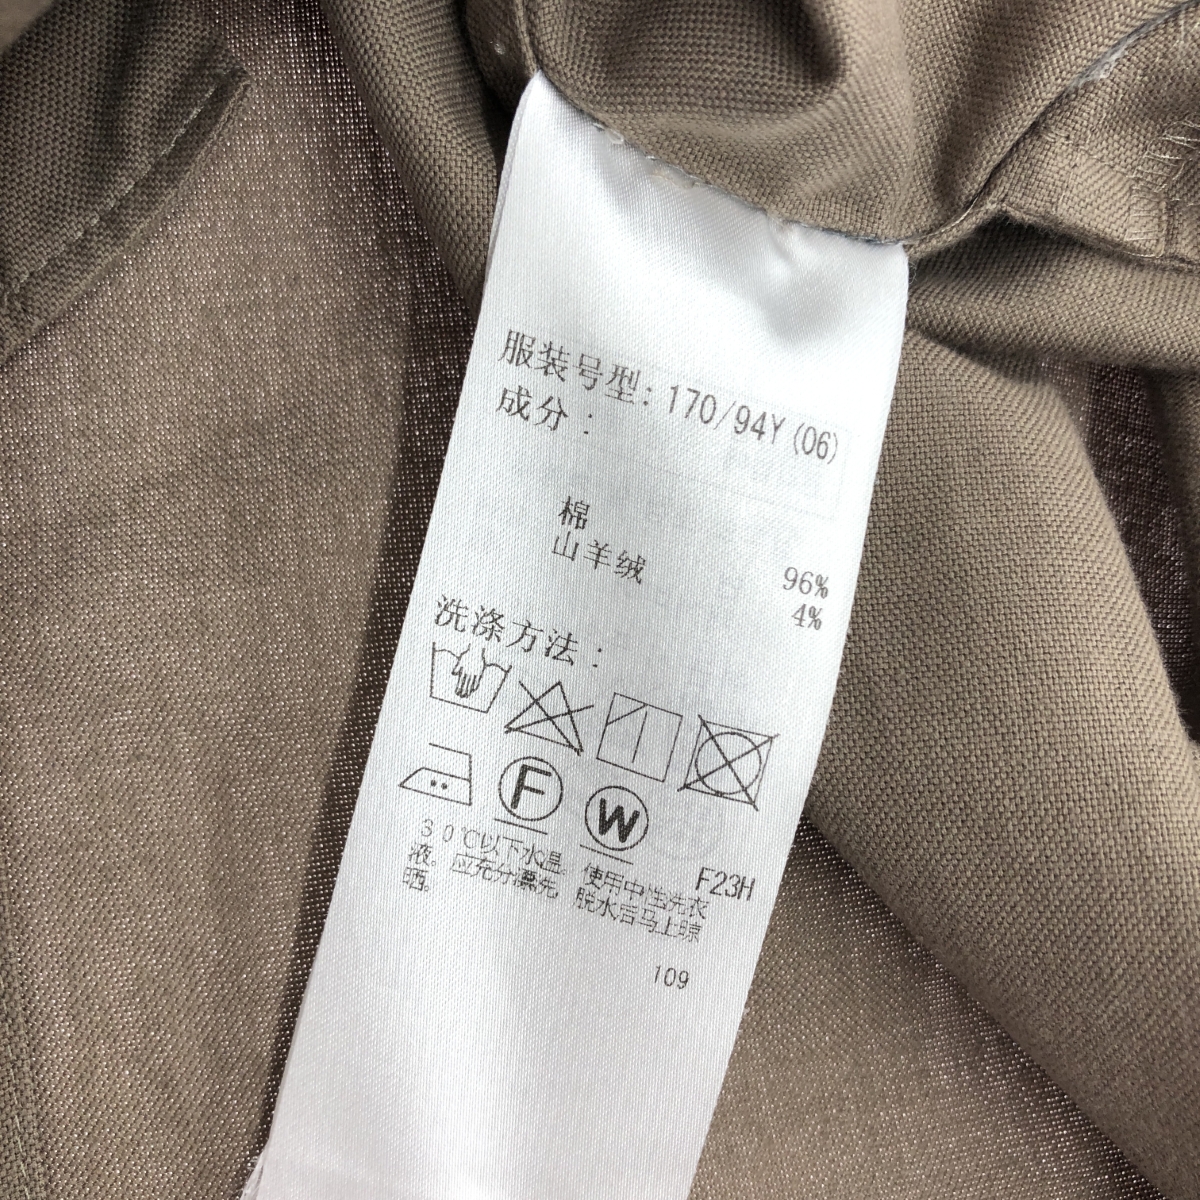 服装号型: 170/94Y (06)
成分:
棉 96%
山羊绒 4%
洗涤方法:
F W
F23H
30℃以下水温。使用中性洗衣
液。应充分漂洗。脱水后马上晾
晒。
109